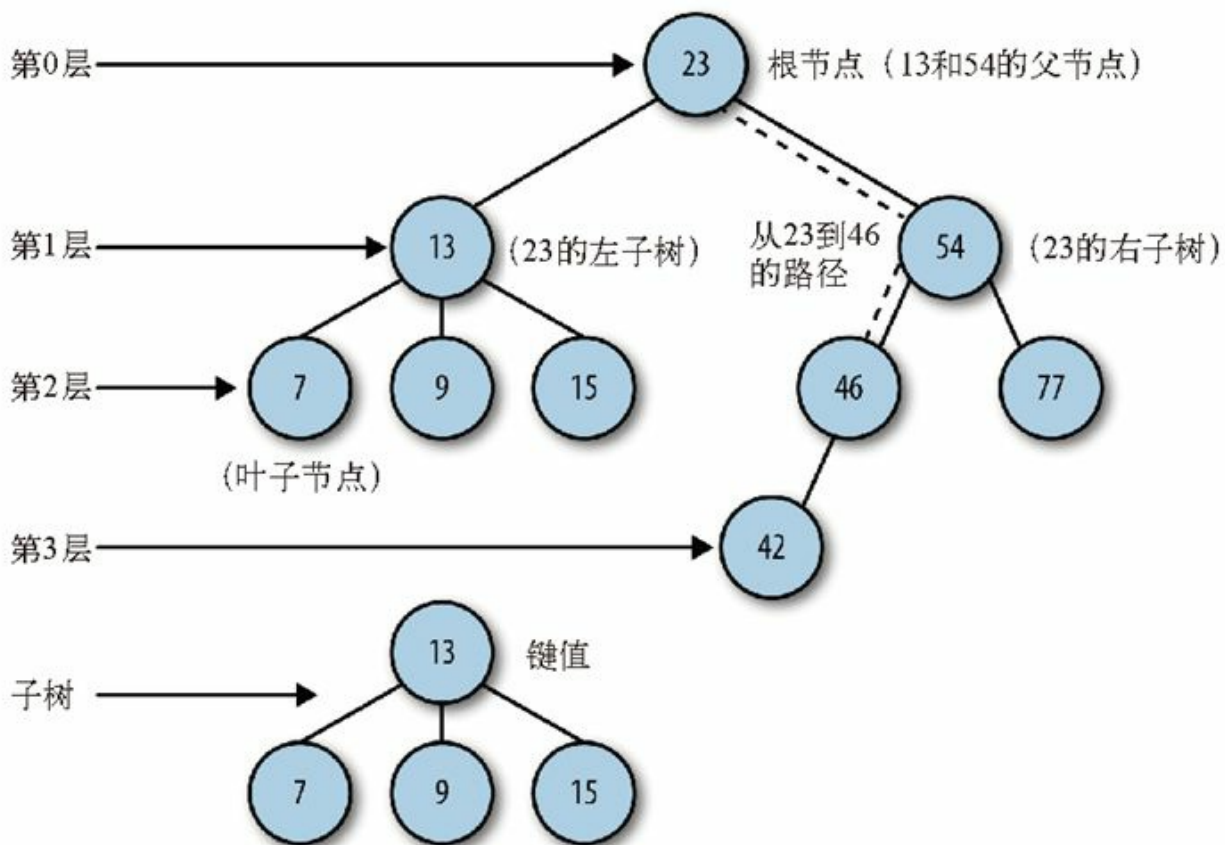 第0层
23
根节点（13和54的父节点）
第1层
13
（23的左子树）
从23到46
的路径
54
（23的右子树）
第2层
7
9
15
46
77
（叶子节点）
第3层
42
13
键值
子树
7
9
15